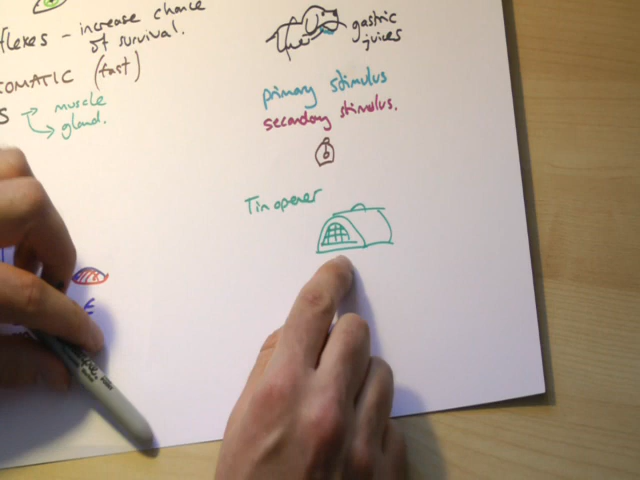 flexes - increase chance
of survival.
OMATIC (fast)
S → muscle
→ gland.
gastric
juices
primary stimulus
secondary stimulus.
Tin opener